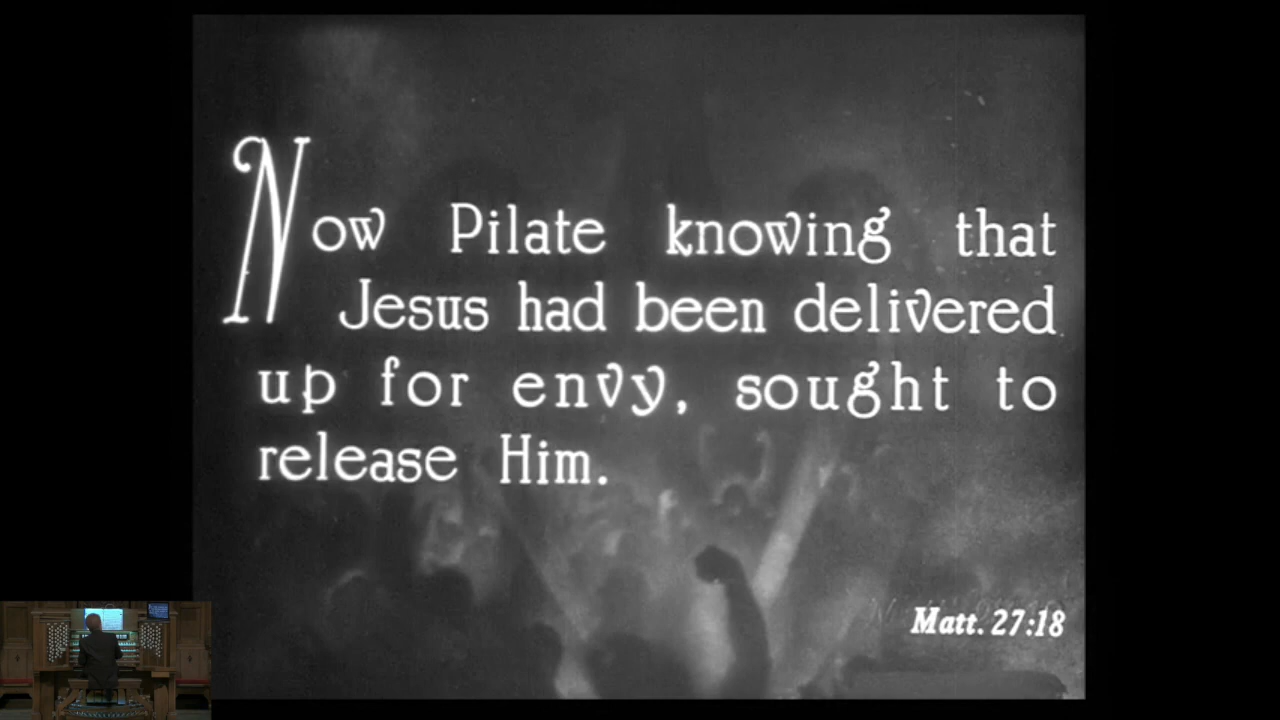 Now Pilate knowing that
Jesus had been delivered
up for envy, sought to
release Him.
Matt. 27:18